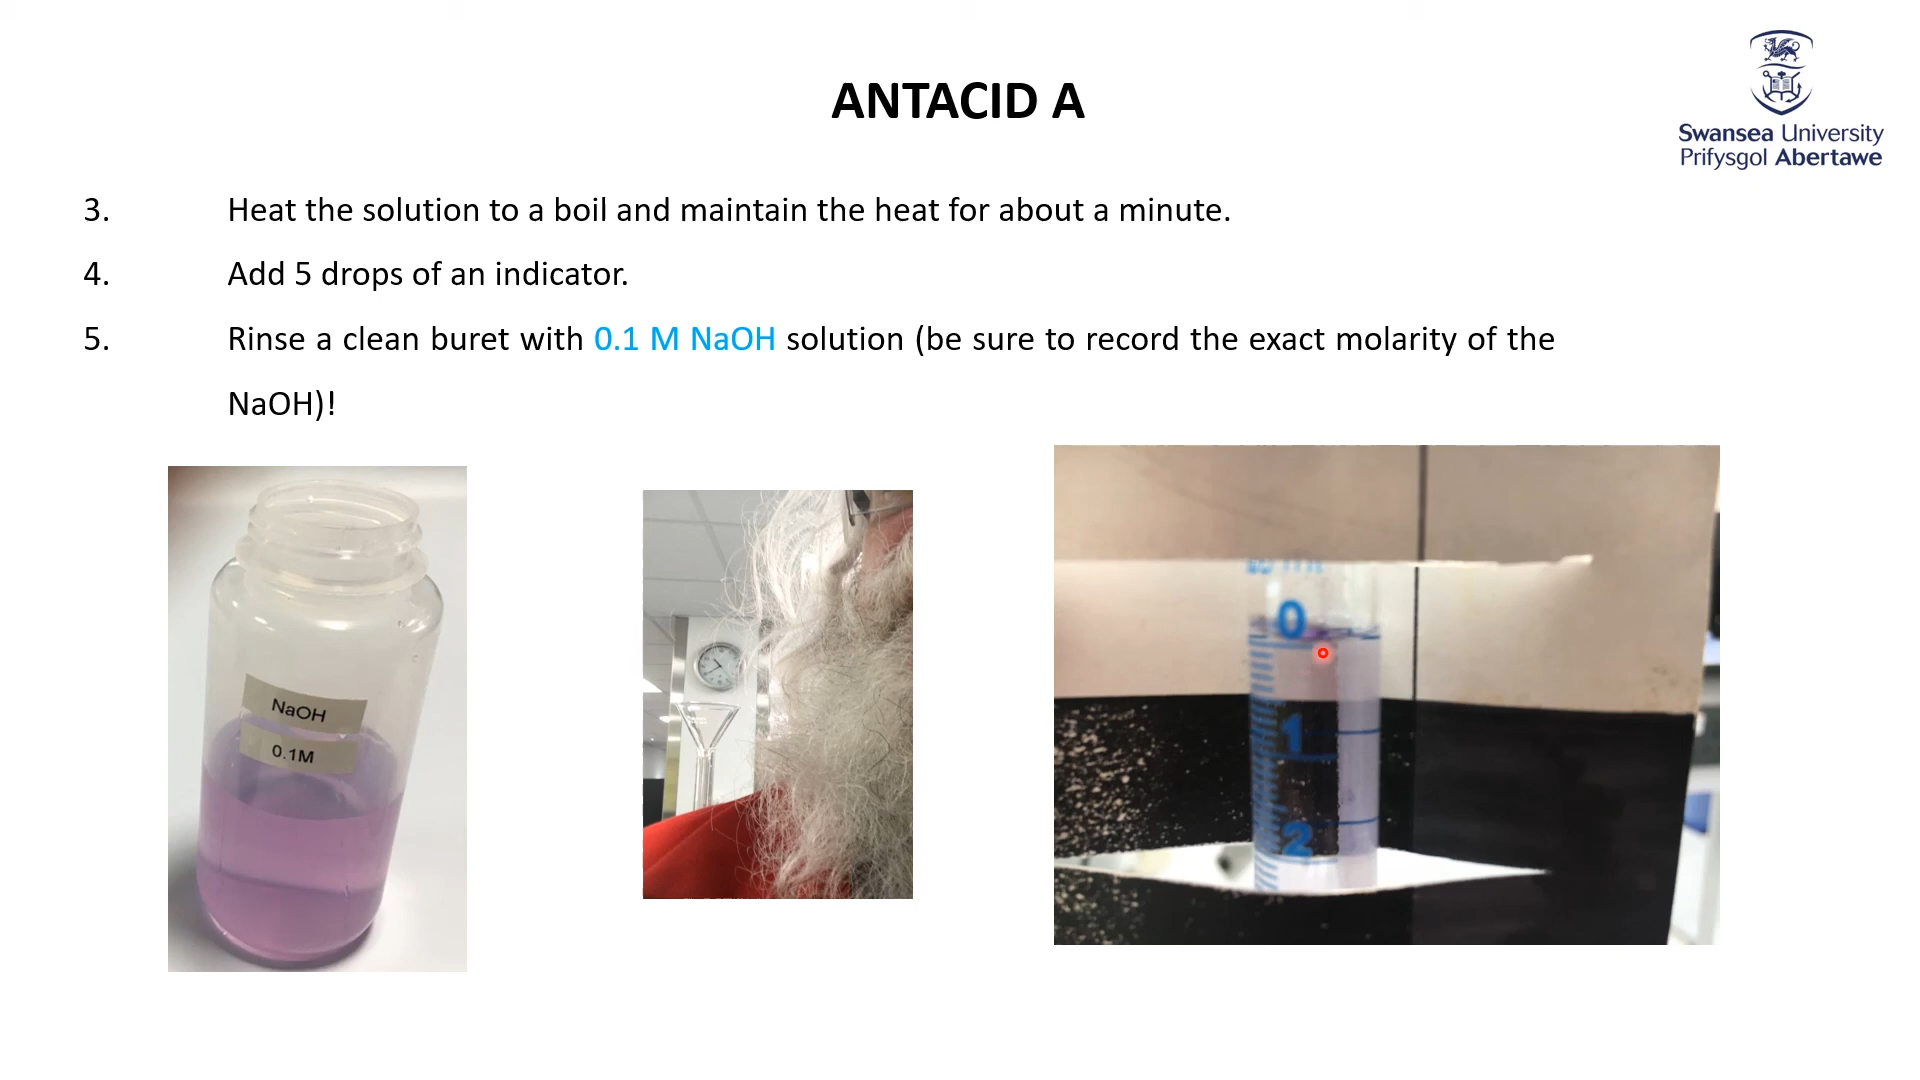 ANTACID A
Swansea University
Prifysgol Abertawe
3. Heat the solution to a boil and maintain the heat for about a minute.
4. Add 5 drops of an indicator.
5. Rinse a clean buret with 0.1 M NaOH solution (be sure to record the exact molarity of the
NaOH)!
NaOH
0.1M
0
1
2